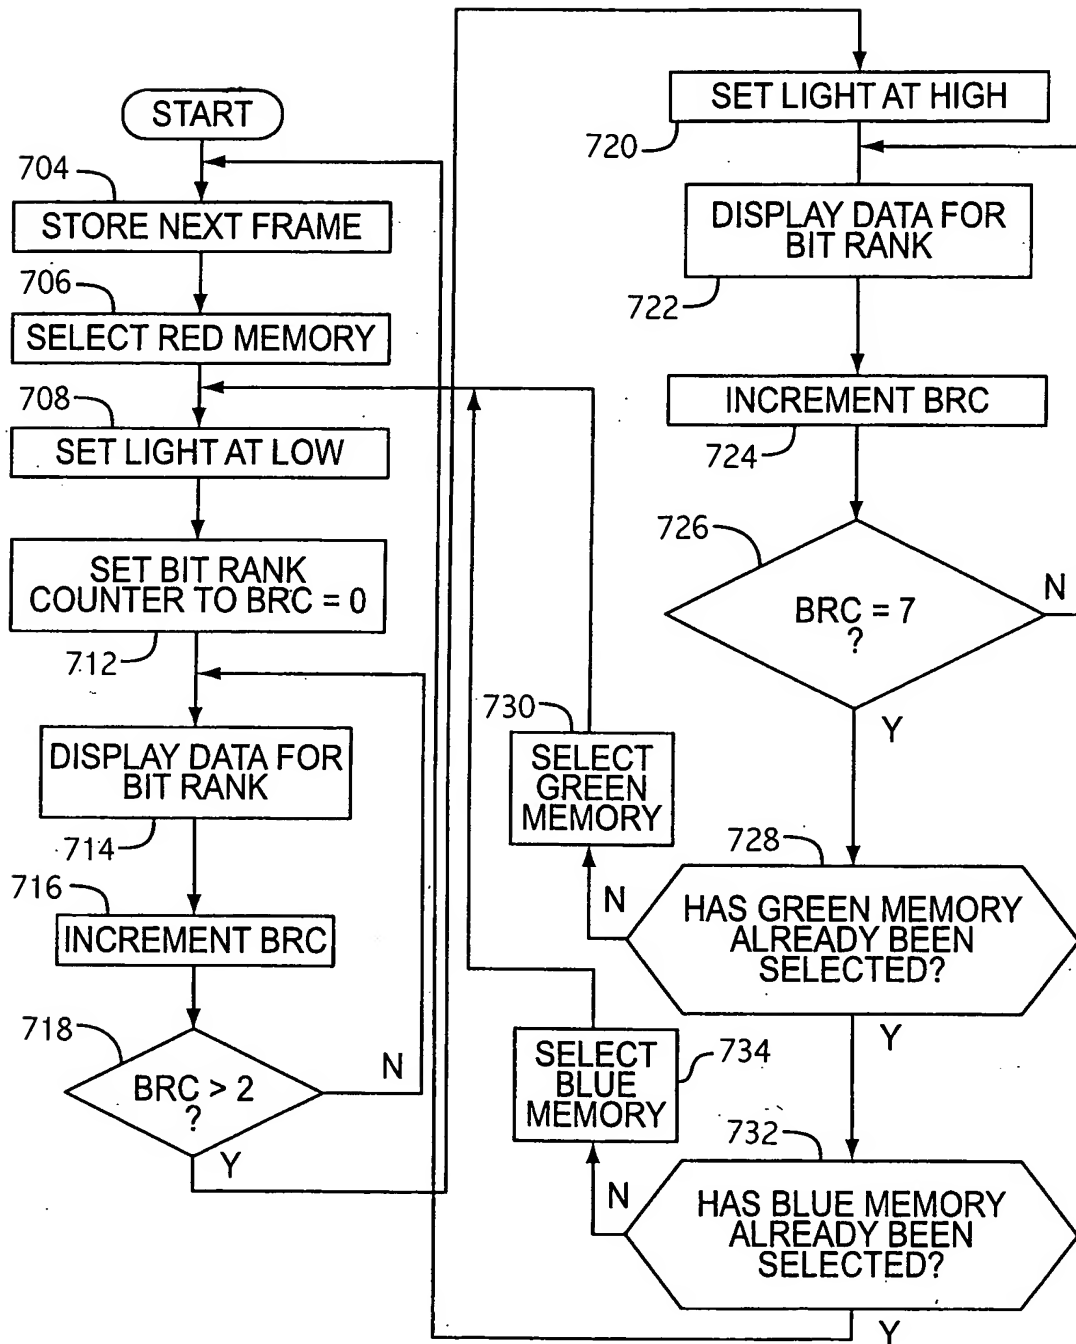 START
704
STORE NEXT FRAME
706
SELECT RED MEMORY
708
SET LIGHT AT LOW
SET BIT RANK
COUNTER TO BRC = 0
712
DISPLAY DATA FOR
BIT RANK
714
716
INCREMENT BRC
718
BRC > 2
?
N
Y
SET LIGHT AT HIGH
720
DISPLAY DATA FOR
BIT RANK
722
INCREMENT BRC
724
726
BRC = 7
?
N
Y
728
HAS GREEN MEMORY
ALREADY BEEN
SELECTED?
N
Y
730
SELECT
GREEN
MEMORY
732
HAS BLUE MEMORY
ALREADY BEEN
SELECTED?
N
Y
SELECT
BLUE
MEMORY
734